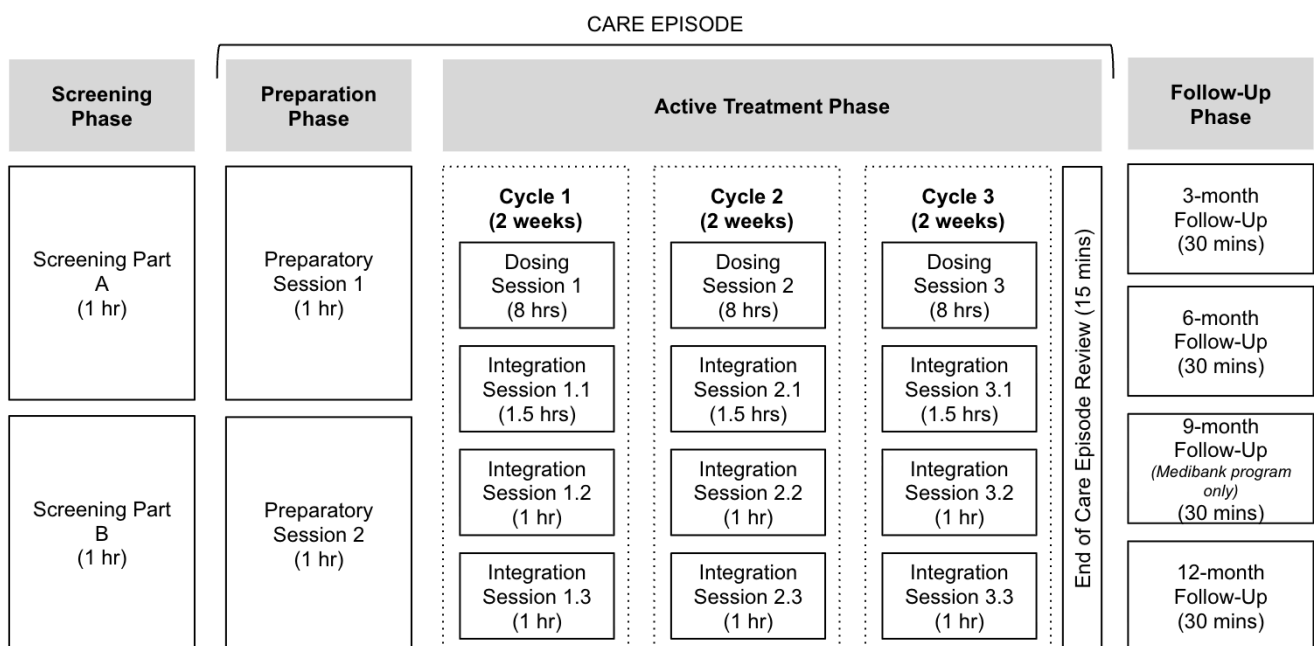 CARE EPISODE
Screening
Phase
Preparation
Phase
Active Treatment Phase
Follow-Up
Phase
Screening Part
A
(1 hr)
Screening Part
B
(1 hr)
Preparatory
Session 1
(1 hr)
Preparatory
Session 2
(1 hr)
Cycle 1
(2 weeks)
Dosing
Session 1
(8 hrs)
Integration
Session 1.1
(1.5 hrs)
Integration
Session 1.2
(1 hr)
Integration
Session 1.3
(1 hr)
Cycle 2
(2 weeks)
Dosing
Session 2
(8 hrs)
Integration
Session 2.1
(1.5 hrs)
Integration
Session 2.2
(1 hr)
Integration
Session 2.3
(1 hr)
Cycle 3
(2 weeks)
Dosing
Session 3
(8 hrs)
Integration
Session 3.1
(1.5 hrs)
Integration
Session 3.2
(1 hr)
Integration
Session 3.3
(1 hr)
End of Care Episode Review (15 mins)
3-month
Follow-Up
(30 mins)
6-month
Follow-Up
(30 mins)
9-month
Follow-Up
(Medibank program
only)
(30 mins)
12-month
Follow-Up
(30 mins)